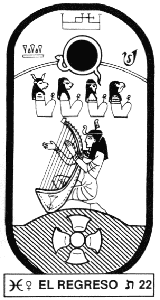 ♓♀ EL REGRESO ת 22